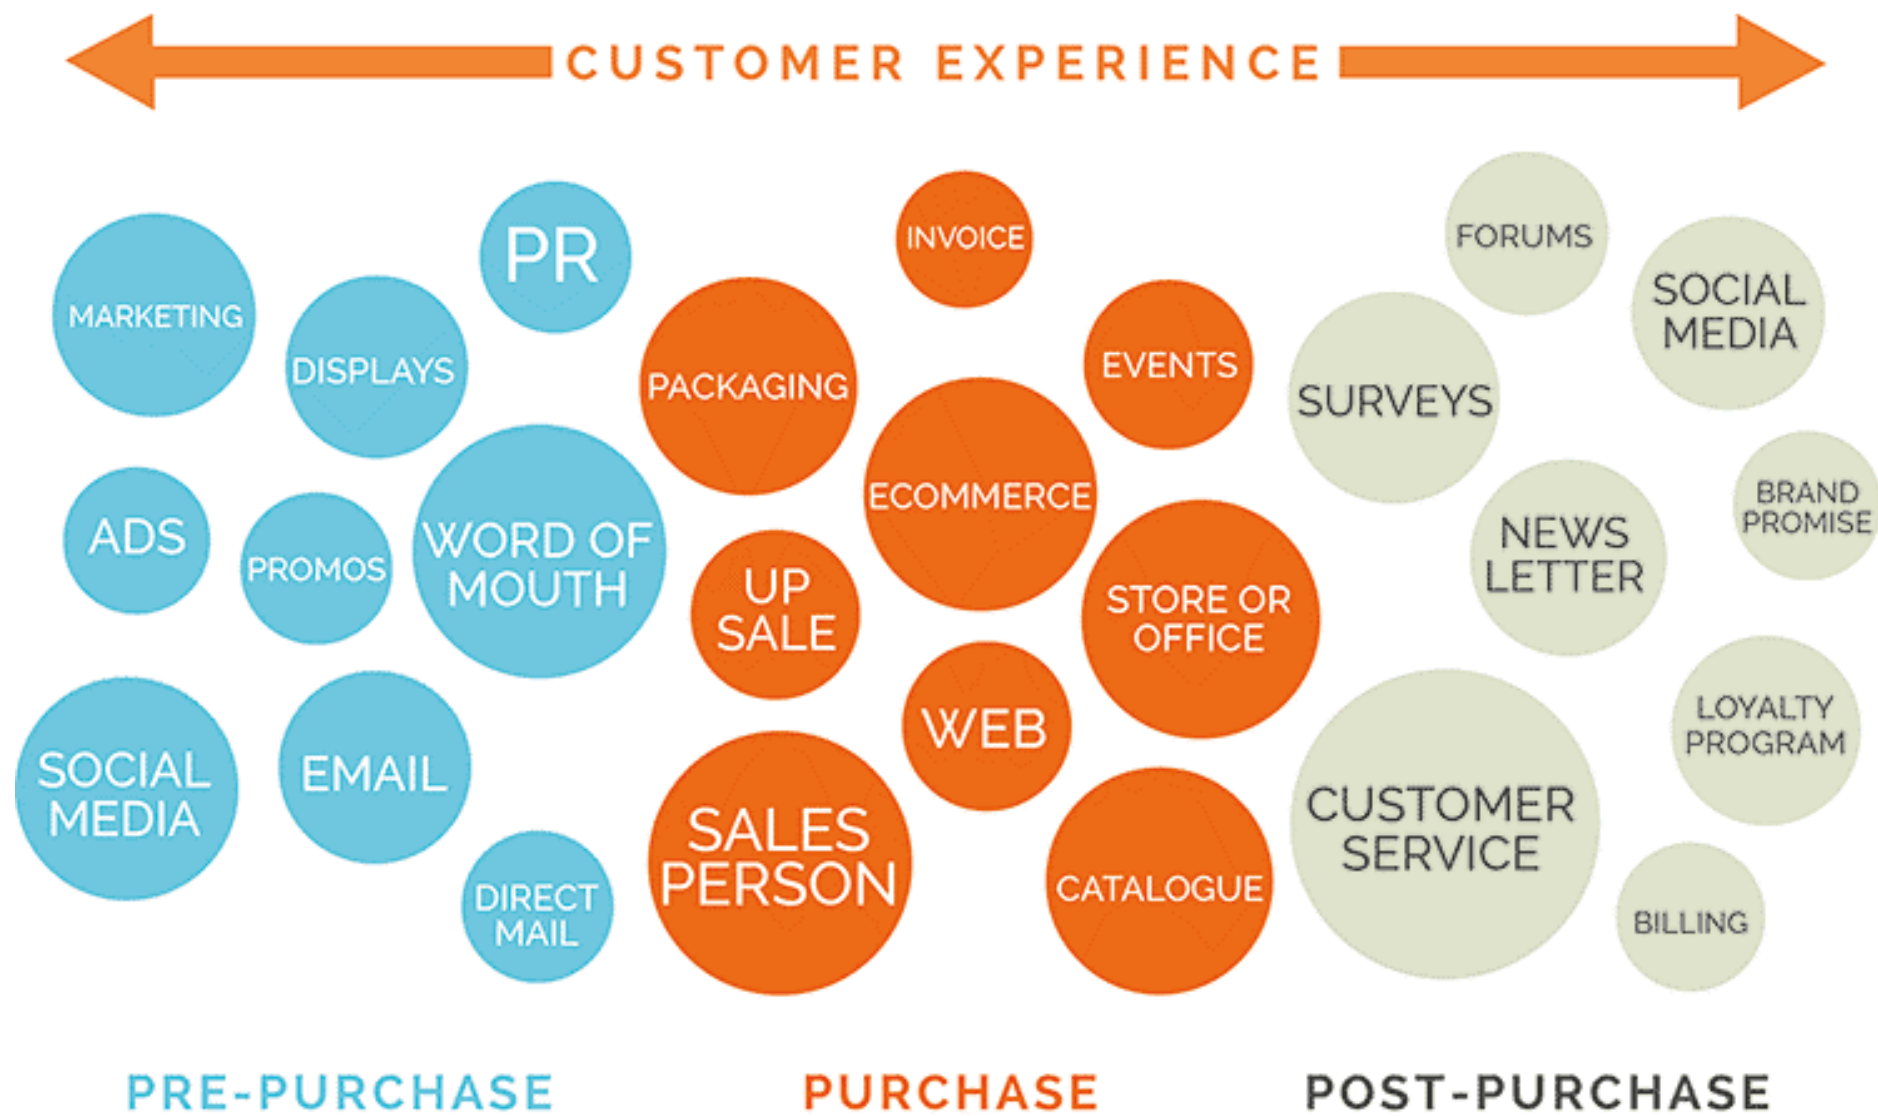 CUSTOMER EXPERIENCE
MARKETING
DISPLAYS
PR
ADS
PROMOS
WORD OF
MOUTH
SOCIAL
MEDIA
EMAIL
DIRECT
MAIL
INVOICE
PACKAGING
EVENTS
ECOMMERCE
UP
SALE
STORE OR
OFFICE
WEB
SALES
PERSON
CATALOGUE
FORUMS
SOCIAL
MEDIA
SURVEYS
BRAND
PROMISE
NEWS
LETTER
LOYALTY
PROGRAM
CUSTOMER
SERVICE
BILLING
PRE-PURCHASE
PURCHASE
POST-PURCHASE